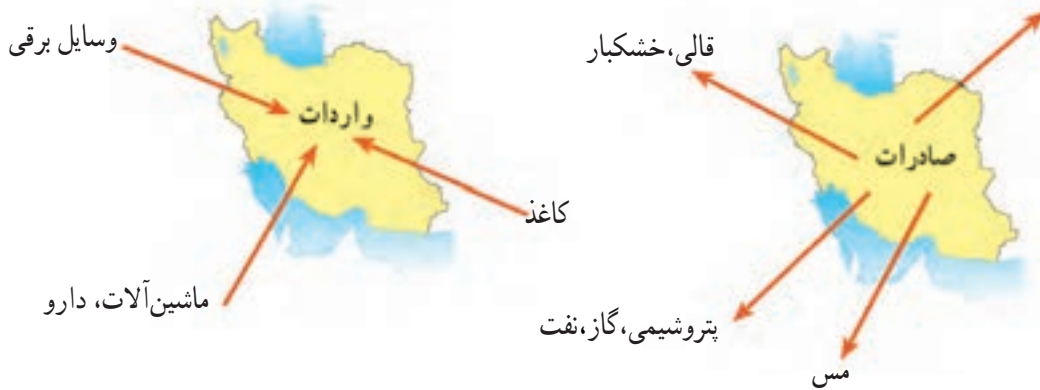 قالی،خشکبار
صادرات
پتروشیمی،گاز،نفت
مس
وسایل برقی
واردات
کاغذ
ماشین‌آلات، دارو